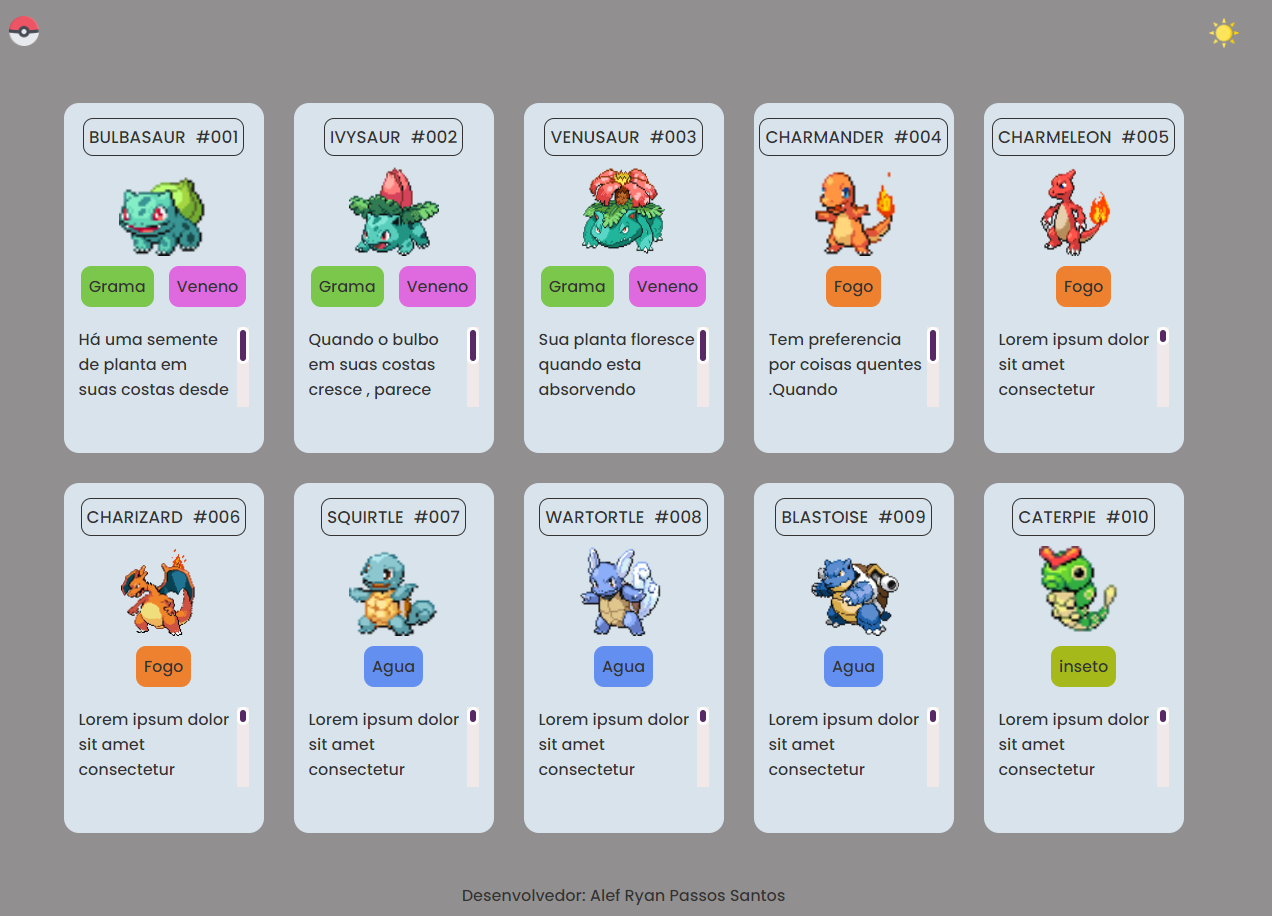 BULBASAUR #001
IVYSAUR #002
VENUSAUR #003
CHARMANDER #004
CHARMELEON #005
Grama Veneno
Grama Veneno
Grama Veneno
Fogo
Fogo
Há uma semente
de planta em
suas costas desde
Quando o bulbo
em suas costas
cresce , parece
Sua planta floresce
quando esta
absorvendo
Tem preferencia
por coisas quentes
.Quando
Lorem ipsum dolor
sit amet
consectetur
CHARIZARD #006
SQUIRTLE #007
WARTORTLE #008
BLASTOISE #009
CATERPIE #010
Fogo
Agua
Agua
Agua
inseto
Lorem ipsum dolor
sit amet
consectetur
Lorem ipsum dolor
sit amet
consectetur
Lorem ipsum dolor
sit amet
consectetur
Lorem ipsum dolor
sit amet
consectetur
Lorem ipsum dolor
sit amet
consectetur
Desenvolvedor: Alef Ryan Passos Santos